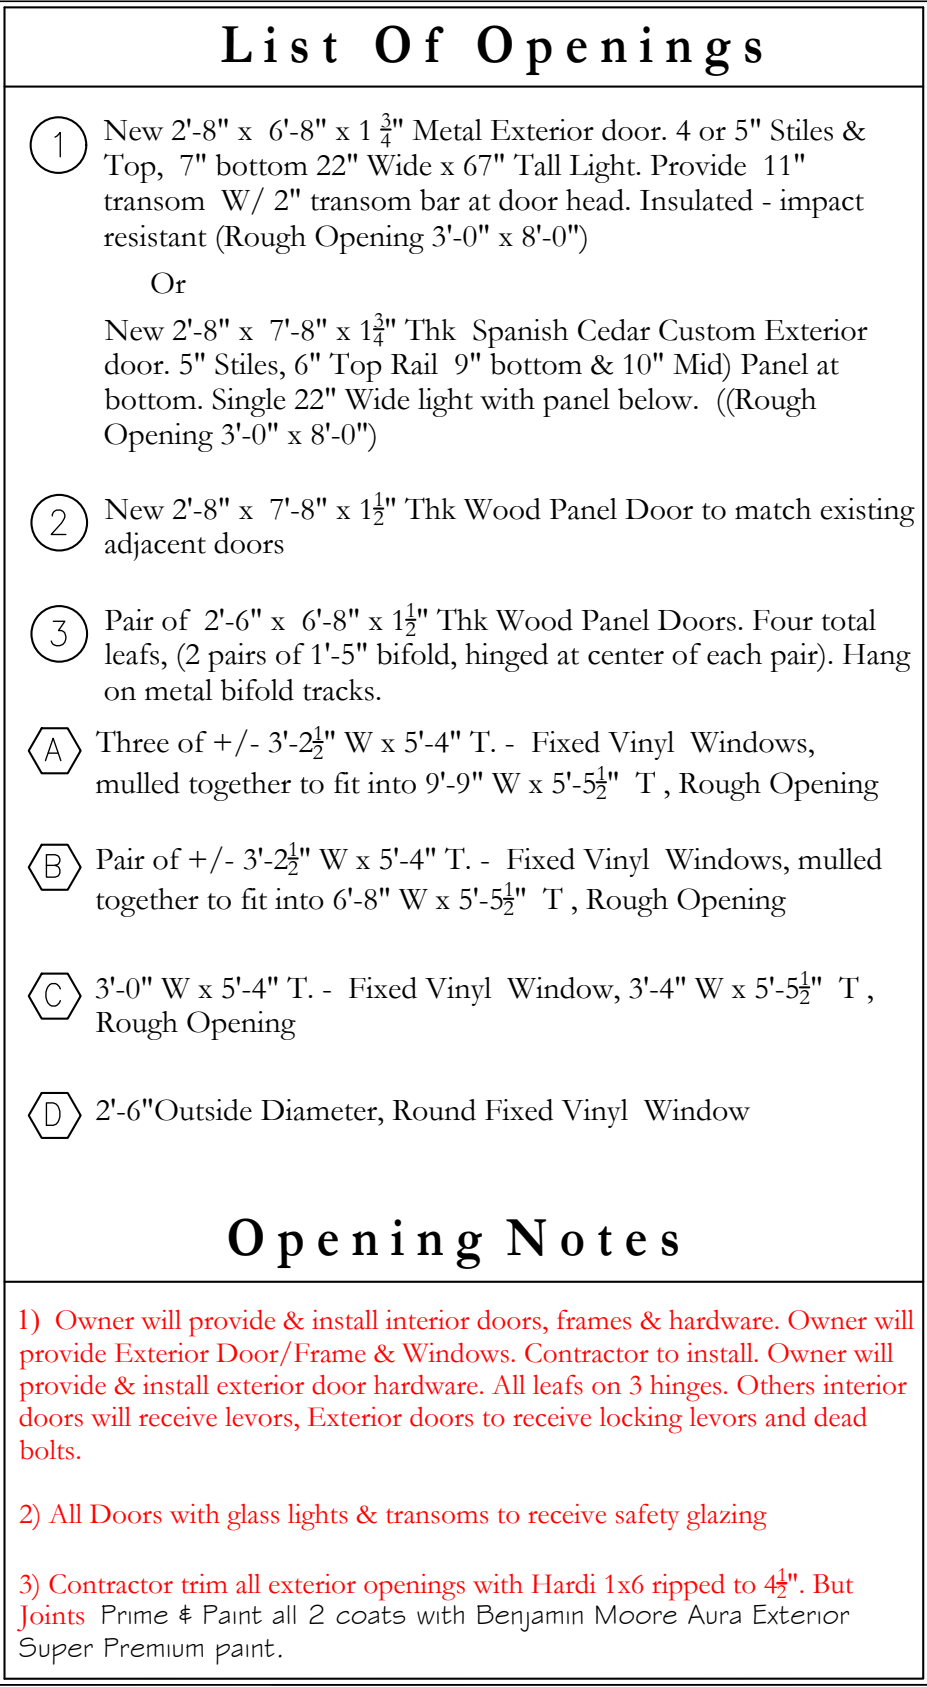 List Of Openings
1
New 2'-8" x 6'-8" x 1 3/4" Metal Exterior door. 4 or 5" Stiles &
Top, 7" bottom 22" Wide x 67" Tall Light. Provide 11"
transom W/ 2" transom bar at door head. Insulated - impact
resistant (Rough Opening 3'-0" x 8'-0")
Or
New 2'-8" x 7'-8" x 1 3/4" Thk Spanish Cedar Custom Exterior
door. 5" Stiles, 6" Top Rail 9" bottom & 10" Mid) Panel at
bottom. Single 22" Wide light with panel below. ((Rough
Opening 3'-0" x 8'-0")
2
New 2'-8" x 7'-8" x 1 1/2" Thk Wood Panel Door to match existing
adjacent doors
3
Pair of 2'-6" x 6'-8" x 1 1/2" Thk Wood Panel Doors. Four total
leafs, (2 pairs of 1'-5" bifold, hinged at center of each pair). Hang
on metal bifold tracks.
A
Three of +/- 3'-2 1/2" W x 5'-4" T. - Fixed Vinyl Windows,
mulled together to fit into 9'-9" W x 5'-5 1/2" T , Rough Opening
B
Pair of +/- 3'-2 1/2" W x 5'-4" T. - Fixed Vinyl Windows, mulled
together to fit into 6'-8" W x 5'-5 1/2" T , Rough Opening
C
3'-0" W x 5'-4" T. - Fixed Vinyl Window, 3'-4" W x 5'-5 1/2" T ,
Rough Opening
D
2'-6"Outside Diameter, Round Fixed Vinyl Window
Opening Notes
1) Owner will provide & install interior doors, frames & hardware. Owner will
provide Exterior Door/Frame & Windows. Contractor to install. Owner will
provide & install exterior door hardware. All leafs on 3 hinges. Others interior
doors will receive levors, Exterior doors to receive locking levors and dead
bolts.
2) All Doors with glass lights & transoms to receive safety glazing
3) Contractor trim all exterior openings with Hardi 1x6 ripped to 4 1/2". But
Joints Prime & Paint all 2 coats with Benjamin Moore Aura Exterior
Super Premium paint.